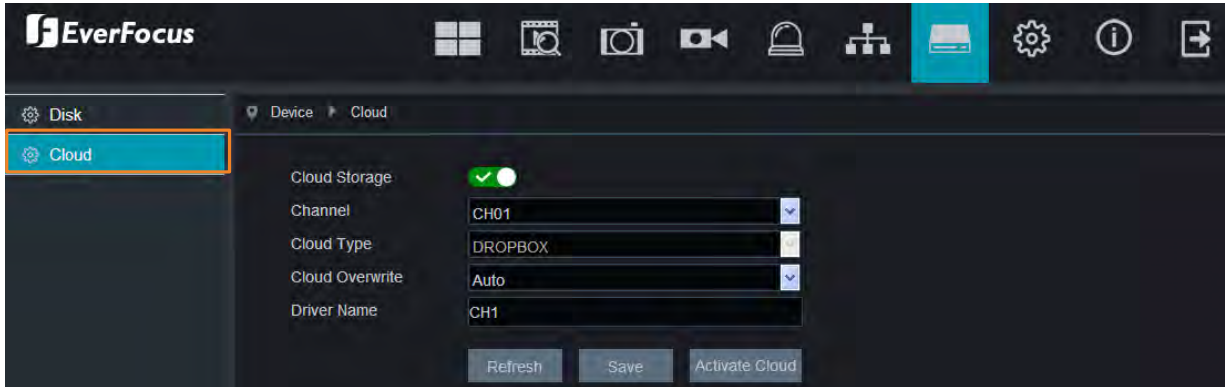 EverFocus
Disk
Device Cloud
Cloud
Cloud Storage
Channel CH01
Cloud Type DROPBOX
Cloud Overwrite Auto
Driver Name CH1
Refresh Save Activate Cloud